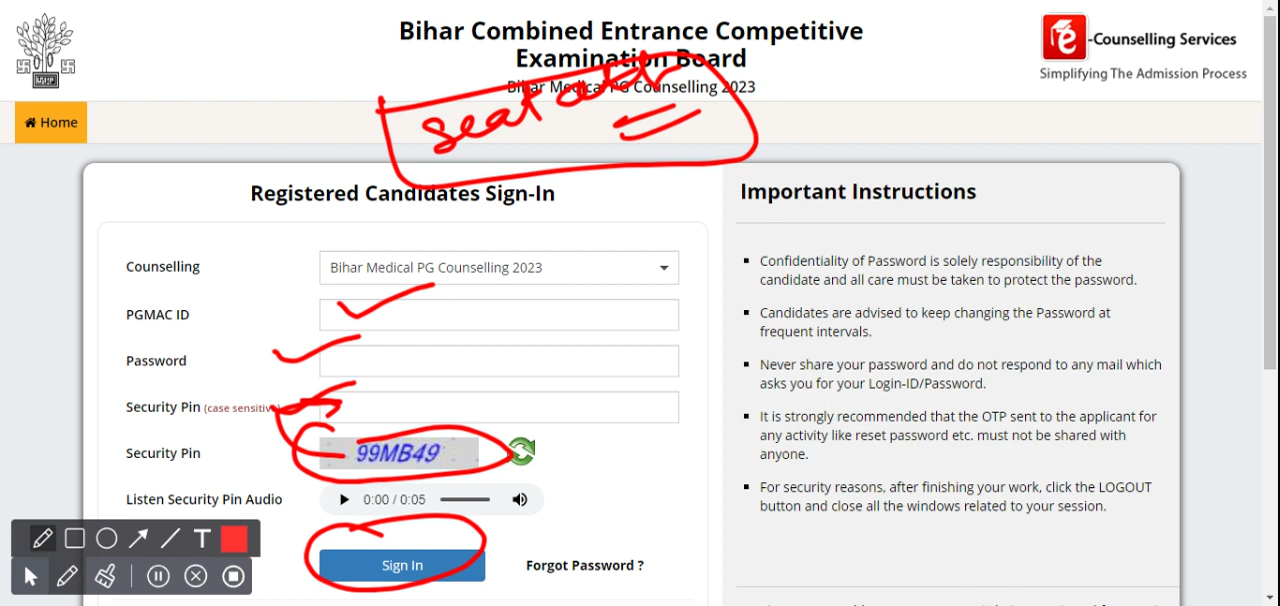 Bihar Combined Entrance Competitive
Examination Board
Bihar Medical PG Counselling 2023
e-Counselling Services
Simplifying The Admission Process
Home
Seat
Registered Candidates Sign-In
Counselling
Bihar Medical PG Counselling 2023
PGMAC ID
Password
Security Pin (case sensitive)
Security Pin
99MB49
Listen Security Pin Audio
0:00 / 0:05
Sign In
Forgot Password ?
T
Important Instructions
Confidentiality of Password is solely responsibility of the
candidate and all care must be taken to protect the password.
Candidates are advised to keep changing the Password at
frequent intervals.
Never share your password and do not respond to any mail which
asks you for your Login-ID/Password.
It is strongly recommended that the OTP sent to the applicant for
any activity like reset password etc. must not be shared with
anyone.
For security reasons, after finishing your work, click the LOGOUT
button and close all the windows related to your session.